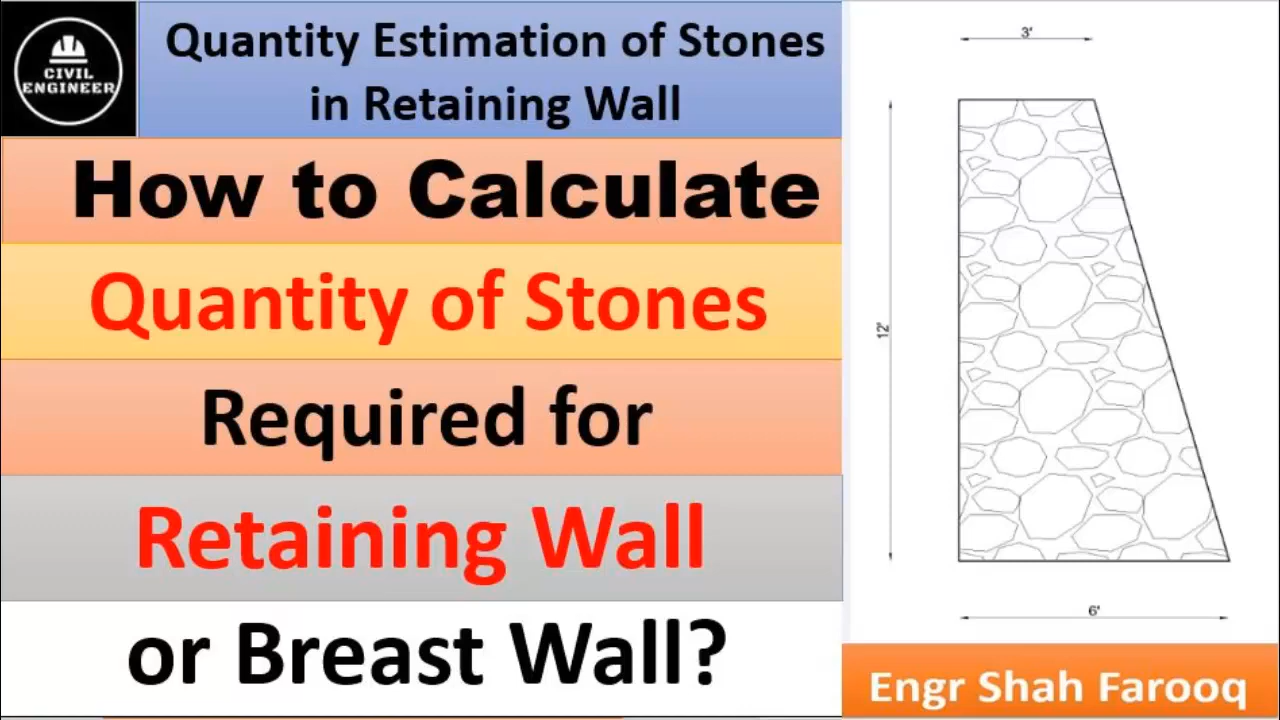 CIVIL
ENGINEER
Quantity Estimation of Stones
in Retaining Wall
How to Calculate
Quantity of Stones
Required for
Retaining Wall
or Breast Wall?
3'
12'
6'
Engr Shah Farooq